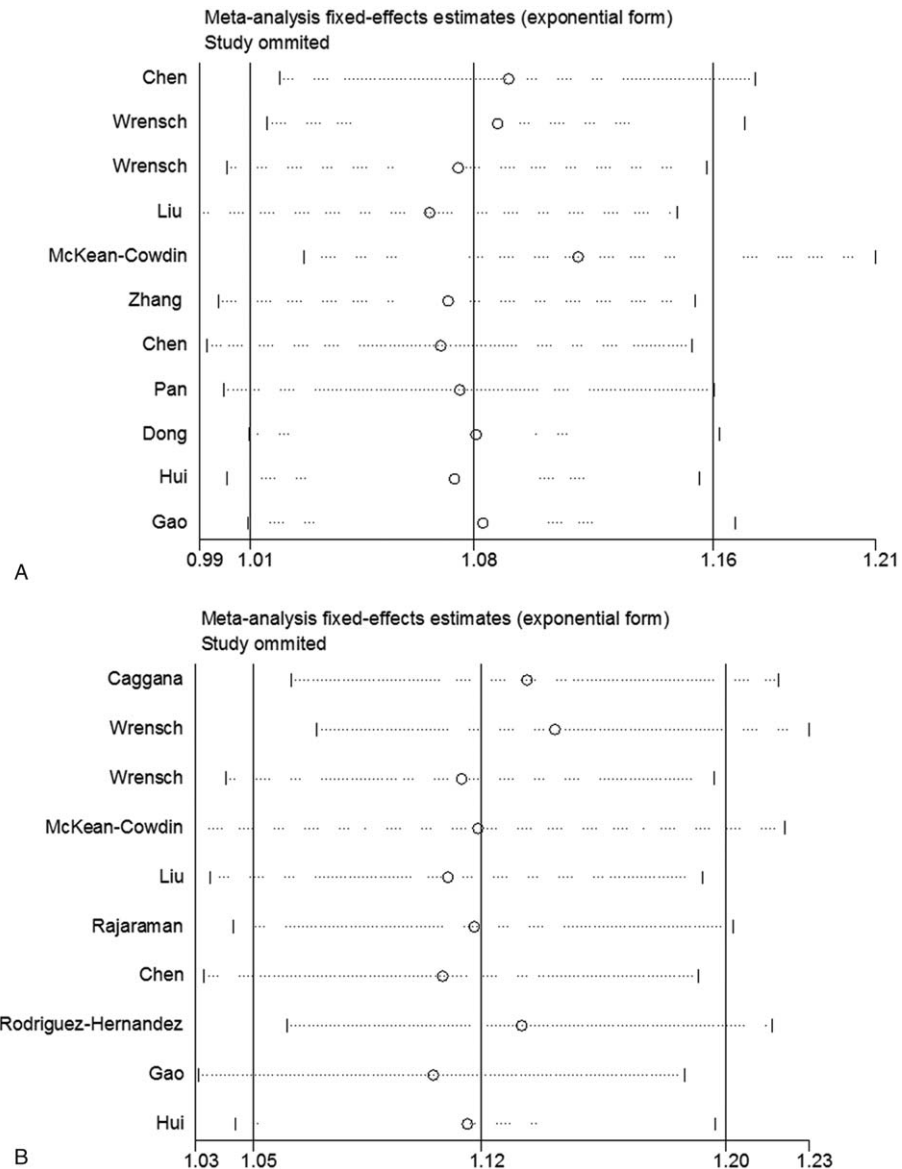 Meta-analysis fixed-effects estimates (exponential form)
Study ommited
Chen
Wrensch
Wrensch
Liu
McKean-Cowdin
Zhang
Chen
Pan
Dong
Hui
Gao
0.99 1.01 1.08 1.16 1.21
A
Meta-analysis fixed-effects estimates (exponential form)
Study ommited
Caggana
Wrensch
Wrensch
McKean-Cowdin
Liu
Rajaraman
Chen
Rodriguez-Hernandez
Gao
Hui
1.03 1.05 1.12 1.20 1.23
B